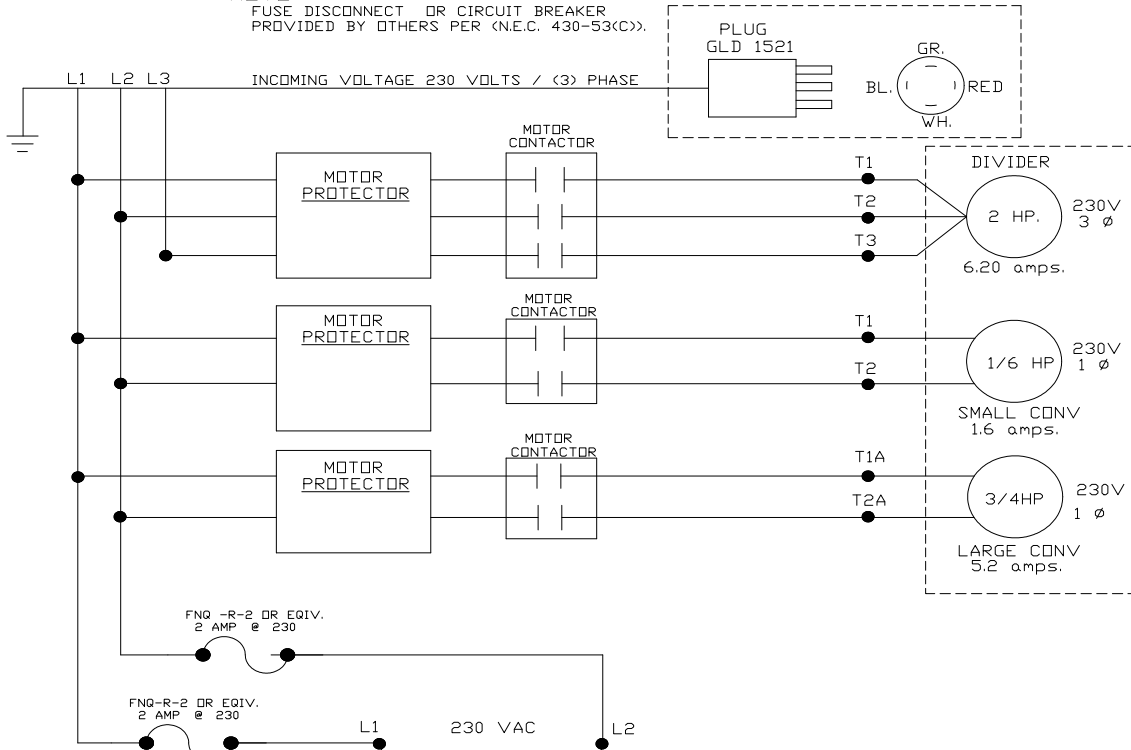 FUSE DISCONNECT OR CIRCUIT BREAKER
PROVIDED BY OTHERS PER (N.E.C. 430-53(C)).
PLUG
GLD 1521
GR.
BL.
RED
WH.
L1
L2
L3
INCOMING VOLTAGE 230 VOLTS / (3) PHASE
MOTOR
PROTECTOR
MOTOR
CONTACTOR
T1
T2
T3
DIVIDER
2 HP.
230V
3 Ø
6.20 amps.
MOTOR
PROTECTOR
MOTOR
CONTACTOR
T1
T2
1/6 HP
230V
1 Ø
SMALL CONV
1.6 amps.
MOTOR
PROTECTOR
MOTOR
CONTACTOR
T1A
T2A
3/4HP
230V
1 Ø
LARGE CONV
5.2 amps.
FNQ -R-2 OR EQIV.
2 AMP @ 230
FNQ-R-2 OR EQIV.
2 AMP @ 230
L1
230 VAC
L2